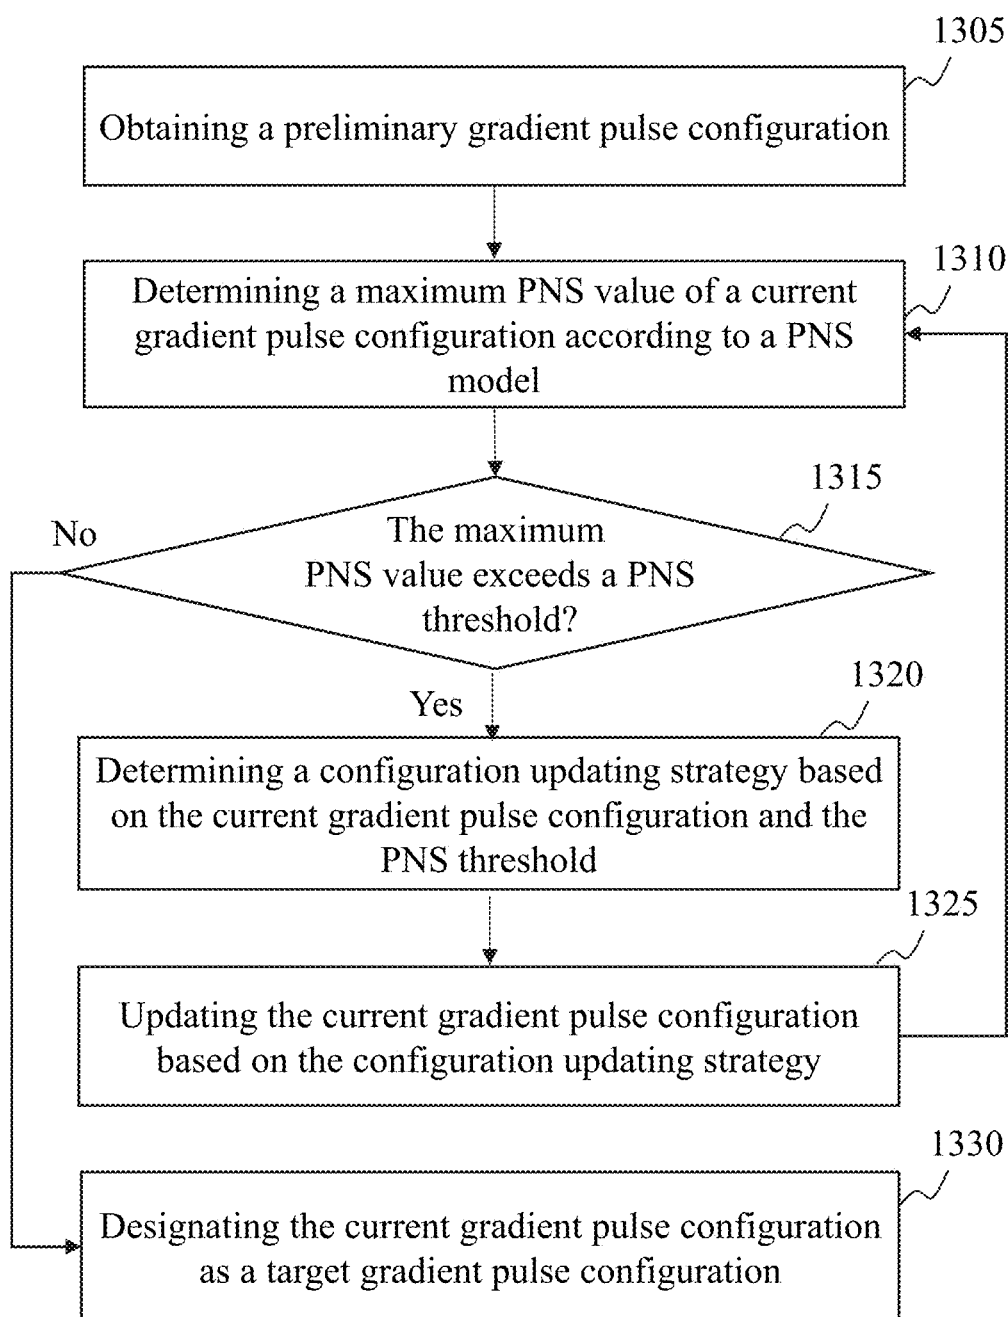 1305
Obtaining a preliminary gradient pulse configuration
1310
Determining a maximum PNS value of a current
gradient pulse configuration according to a PNS
model
1315
No
The maximum
PNS value exceeds a PNS
threshold?
Yes
1320
Determining a configuration updating strategy based
on the current gradient pulse configuration and the
PNS threshold
1325
Updating the current gradient pulse configuration
based on the configuration updating strategy
1330
Designating the current gradient pulse configuration
as a target gradient pulse configuration